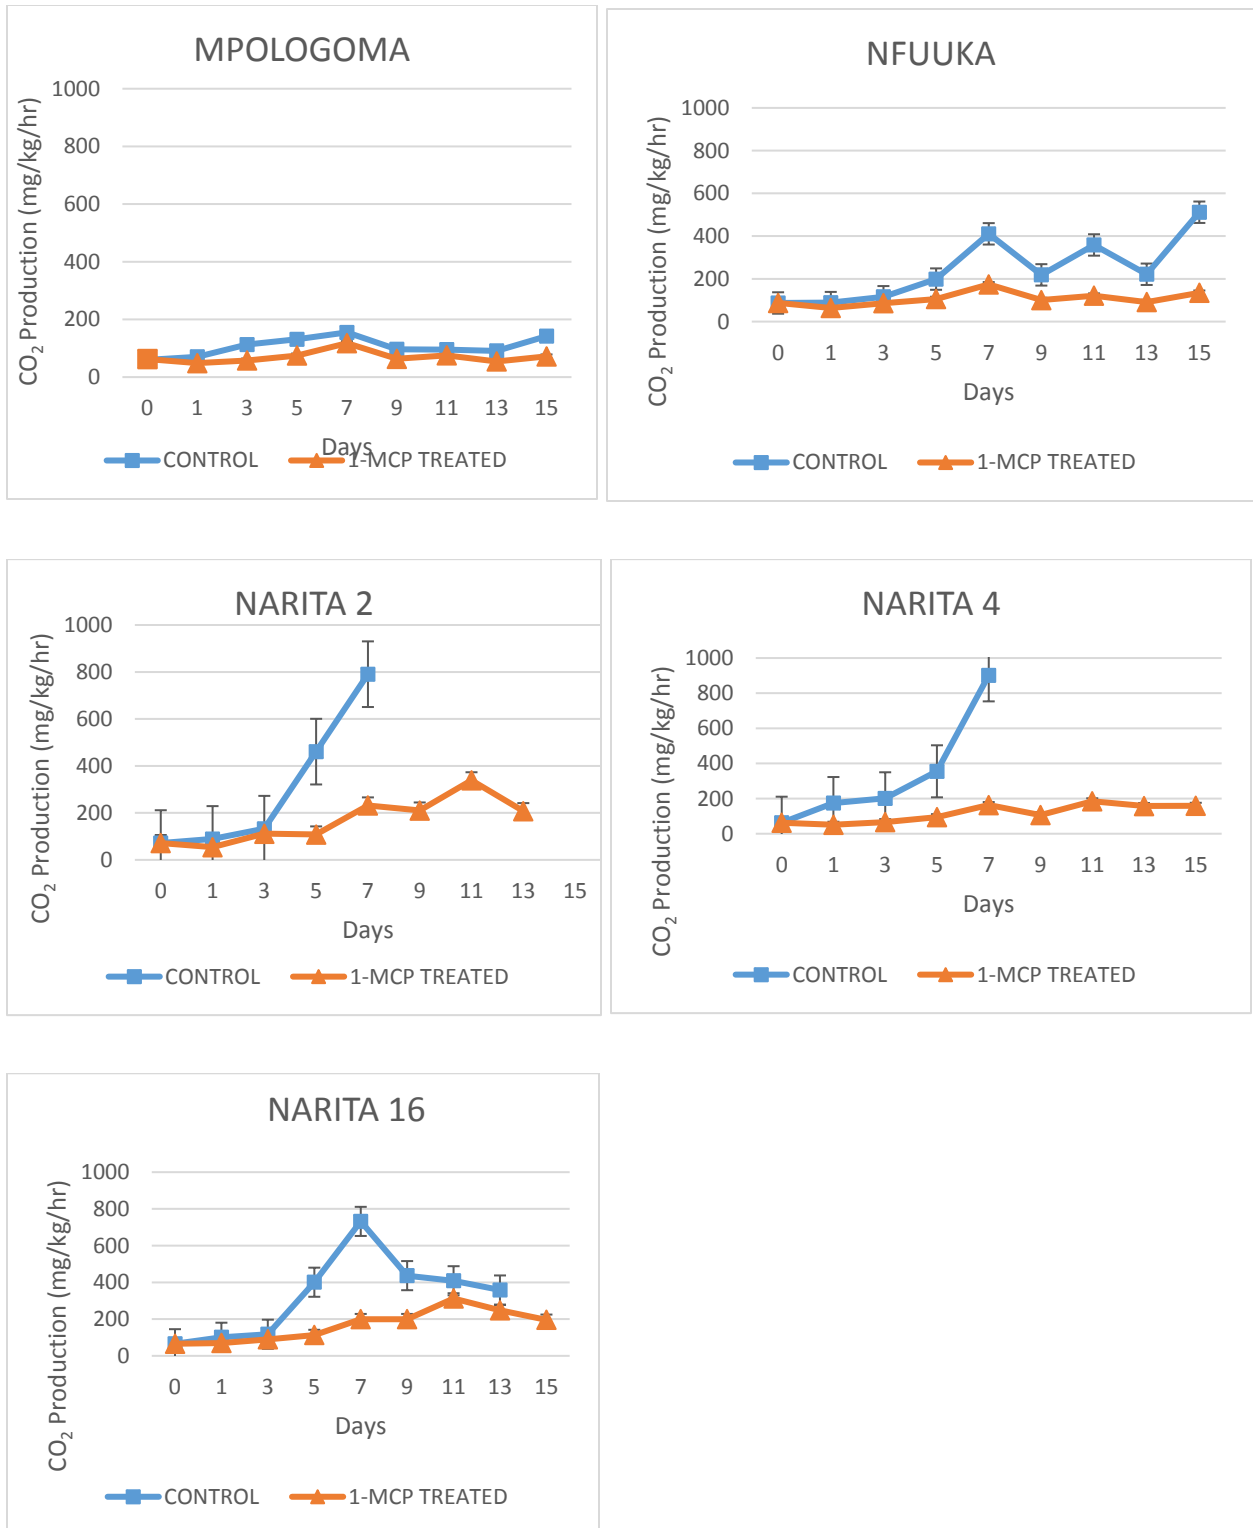 MPOLOGOMA
CO₂ Production (mg/kg/hr)
1000
800
600
400
200
0
0 1 3 5 7 9 11 13 15
Days
CONTROL 1-MCP TREATED
NFUUKA
CO₂ Production (mg/kg/hr)
1000
800
600
400
200
0
0 1 3 5 7 9 11 13 15
Days
CONTROL 1-MCP TREATED
NARITA 2
CO₂ Production (mg/kg/hr)
1000
800
600
400
200
0
0 1 3 5 7 9 11 13 15
Days
CONTROL 1-MCP TREATED
NARITA 4
CO₂ Production (mg/kg/hr)
1000
800
600
400
200
0
0 1 3 5 7 9 11 13 15
Days
CONTROL 1-MCP TREATED
NARITA 16
CO₂ Production (mg/kg/hr)
1000
800
600
400
200
0
0 1 3 5 7 9 11 13 15
Days
CONTROL 1-MCP TREATED